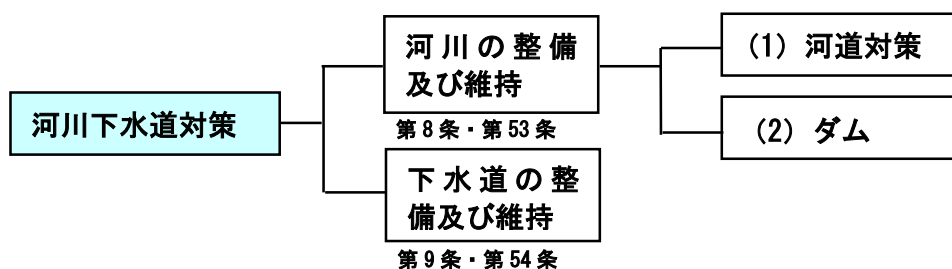 河川下水道対策
河川の整備
及び維持
第8条・第53条
下水道の整
備及び維持
第9条・第54条
(1) 河道対策
(2) ダム